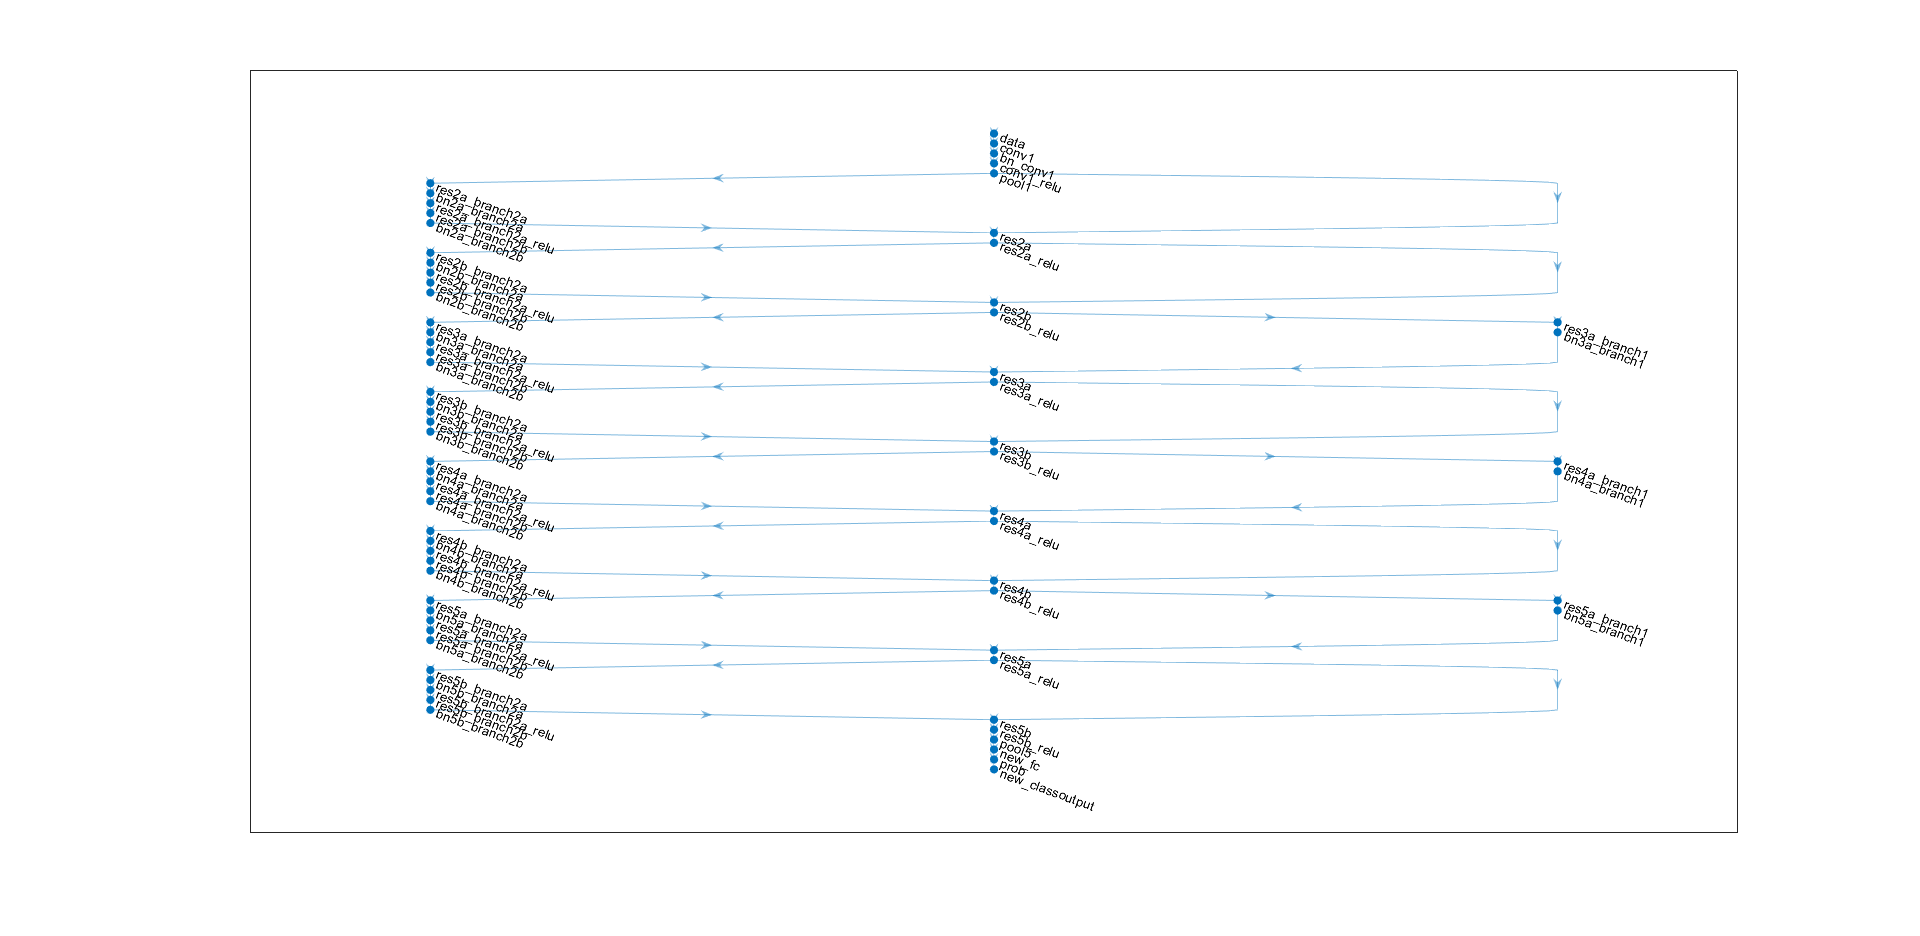 data
conv1
bn_conv1
conv1_relu
pool1
res2a_branch2a
bn2a_branch2a
res2a_branch2a_relu
res2a_branch2b
bn2a_branch2b
res2a
res2a_relu
res2b_branch2a
bn2b_branch2a
res2b_branch2a_relu
res2b_branch2b
bn2b_branch2b
res2b
res2b_relu
res3a_branch2a
bn3a_branch2a
res3a_branch2a_relu
res3a_branch2b
bn3a_branch2b
res3a_branch1
bn3a_branch1
res3a
res3a_relu
res3b_branch2a
bn3b_branch2a
res3b_branch2a_relu
res3b_branch2b
bn3b_branch2b
res3b
res3b_relu
res4a_branch2a
bn4a_branch2a
res4a_branch2a_relu
res4a_branch2b
bn4a_branch2b
res4a_branch1
bn4a_branch1
res4a
res4a_relu
res4b_branch2a
bn4b_branch2a
res4b_branch2a_relu
res4b_branch2b
bn4b_branch2b
res4b
res4b_relu
res5a_branch2a
bn5a_branch2a
res5a_branch2a_relu
res5a_branch2b
bn5a_branch2b
res5a_branch1
bn5a_branch1
res5a
res5a_relu
res5b_branch2a
bn5b_branch2a
res5b_branch2a_relu
res5b_branch2b
bn5b_branch2b
res5b
res5b_relu
pool5
new_fc
prob
new_classoutput